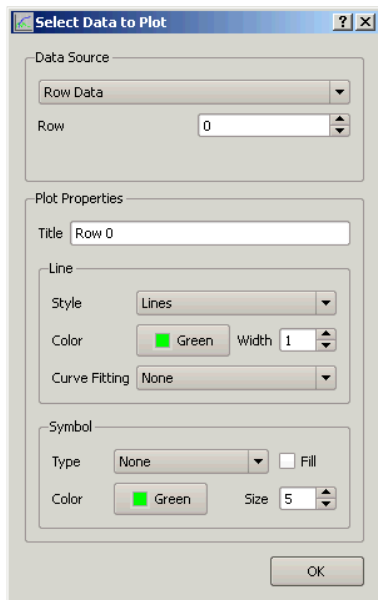 Select Data to Plot
Data Source
Row Data
Row 0
Plot Properties
Title Row 0
Line
Style Lines
Color Green Width 1
Curve Fitting None
Symbol
Type None Fill
Color Green Size 5
OK